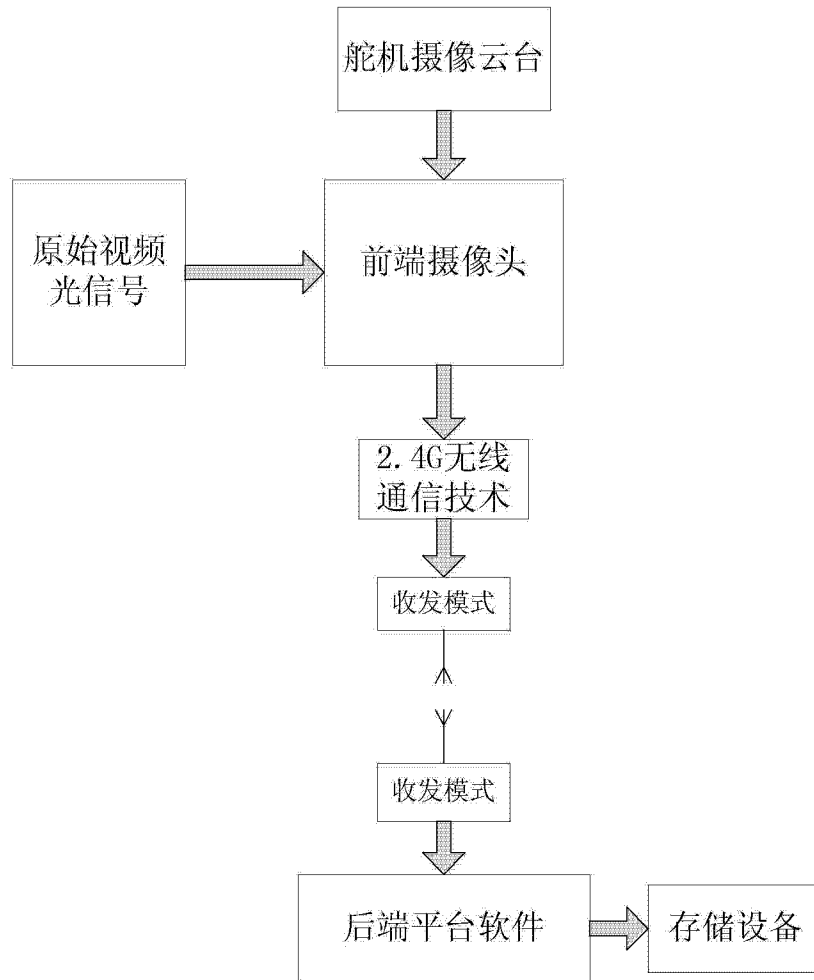 舵机摄像云台
原始视频
光信号
前端摄像头
2.4G无线
通信技术
收发模式
收发模式
后端平台软件
存储设备